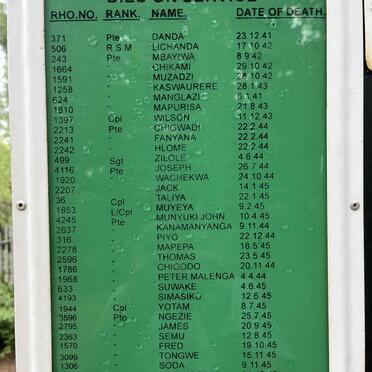 DIED ON SERVICE
RHO.NO. RANK. NAME. DATE OF DEATH.
371 Pte DANDA 23.12.41
506 R S M LICHANDA 17.10.42
243 Pte MBAYIWA 8.9.42
1664 - CHIKAMI 29.10.42
1591 - MUZADZI 28.10.42
1258 - KASWAURERE 28.1.43
624 - MANGLAZI 6.1.41
1810 - MAPURISA 21.8.43
1397 Cpl WILSON 11.12.43
2213 Pte CHIGWADI 22.2.44
2241 - FANYANA 22.2.44
2242 - HLOME 22.2.44
499 Sgt ZILOLE 4.6.44
4116 Pte JOSEPH 26.7.44
1920 - WACHEKWA 24.10.44
2207 - JACK 14.1.45
36 Cpl TALIYA 22.1.45
1853 L/Cpl MUYEYA 9.2.45
4245 Pte MUNYUKI JOHN 10.4.45
2637 - KANAMANYANGA 9.11.44
316 - PIYO 22.12.44
2278 - MAPEPA 18.5.45
2596 - THOMAS 23.5.45
1786 - CHIGODO 20.11.44
1968 - PETER MALENGA 4.4.44
633 - SUWAKE 4.6.45
4193 - SIMASIKU 12.6.45
1944 Cpl YOTAM 8.7.45
3596 Pte NGEZIE 25.7.45
2795 - JAMES 20.9.45
2363 - SEMU 12.8.45
1570 - FRED 19.10.45
3099 - TONGWE 15.11.45
1306 - SODA 9.11.45